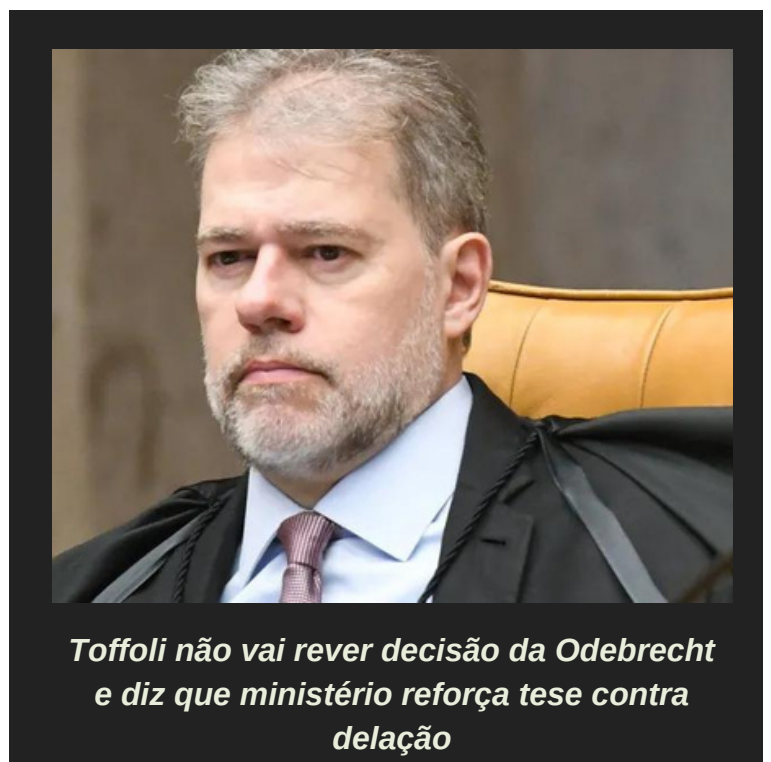 Toffoli não vai rever decisão da Odebrecht
e diz que ministério reforça tese contra
delação